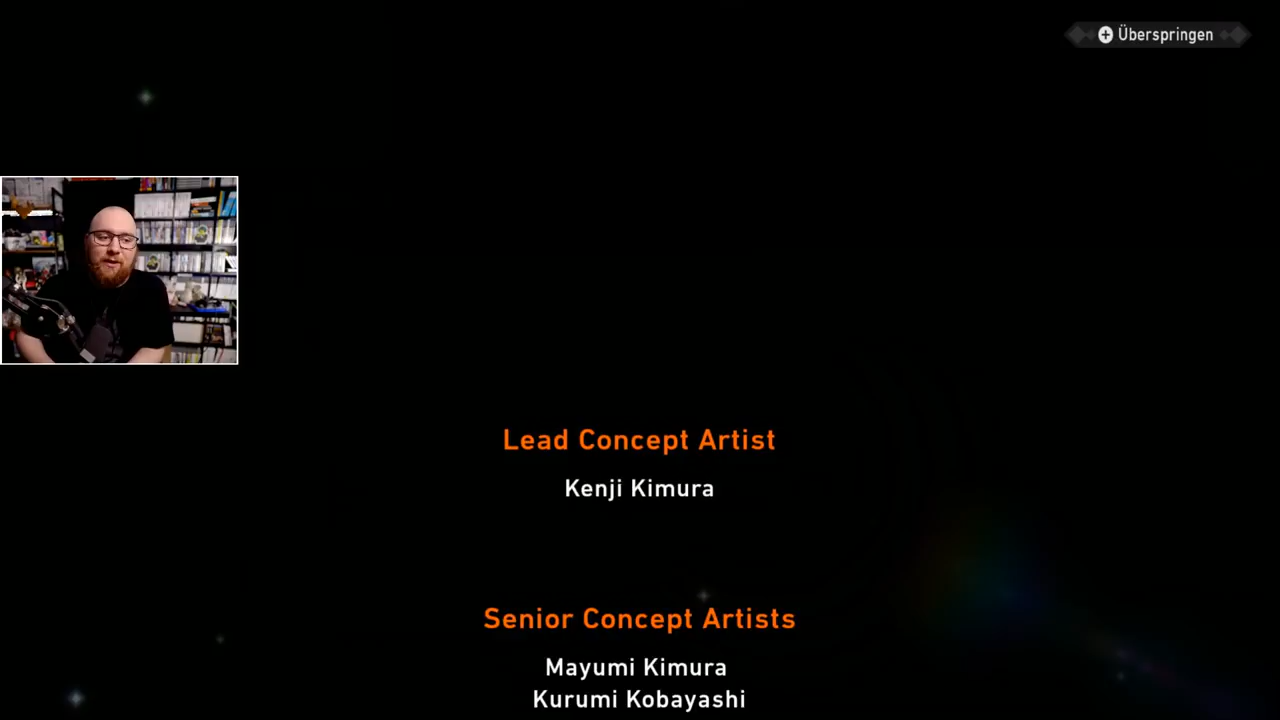 Überspringen
Lead Concept Artist
Kenji Kimura
Senior Concept Artists
Mayumi Kimura
Kurumi Kobayashi